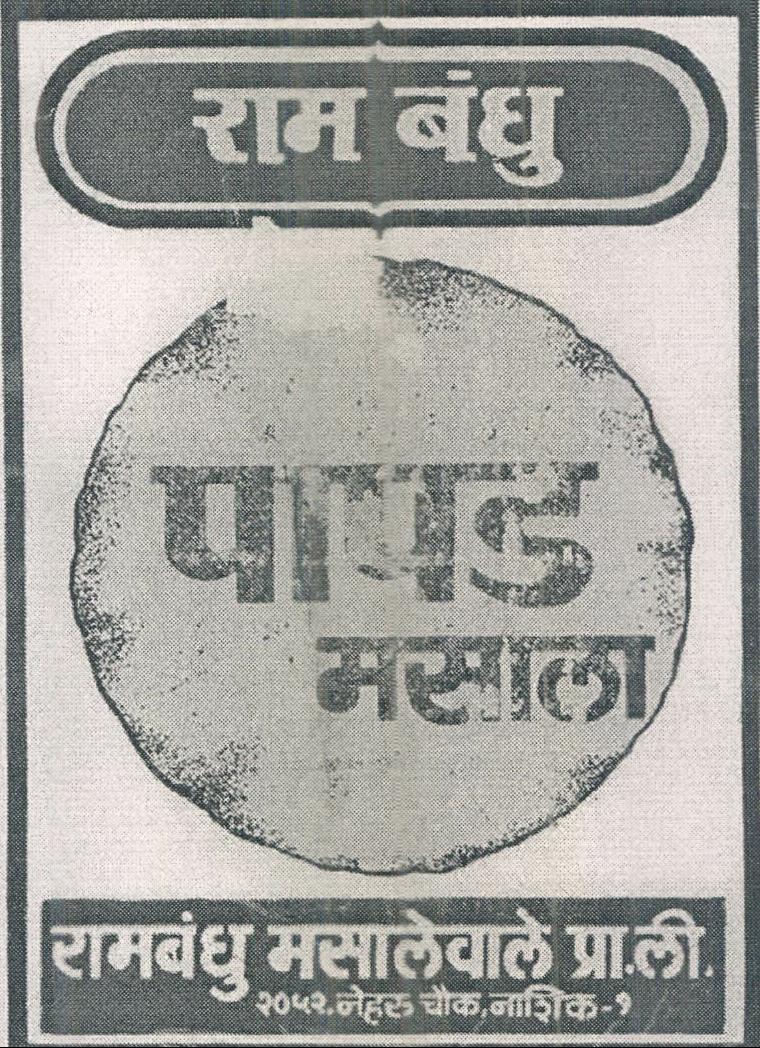 राम बंधु
पापड
मसाला
रामबंधु मसालेवाले प्रा.ली.
२०५२.नेहरु चौक,नाशिक-१